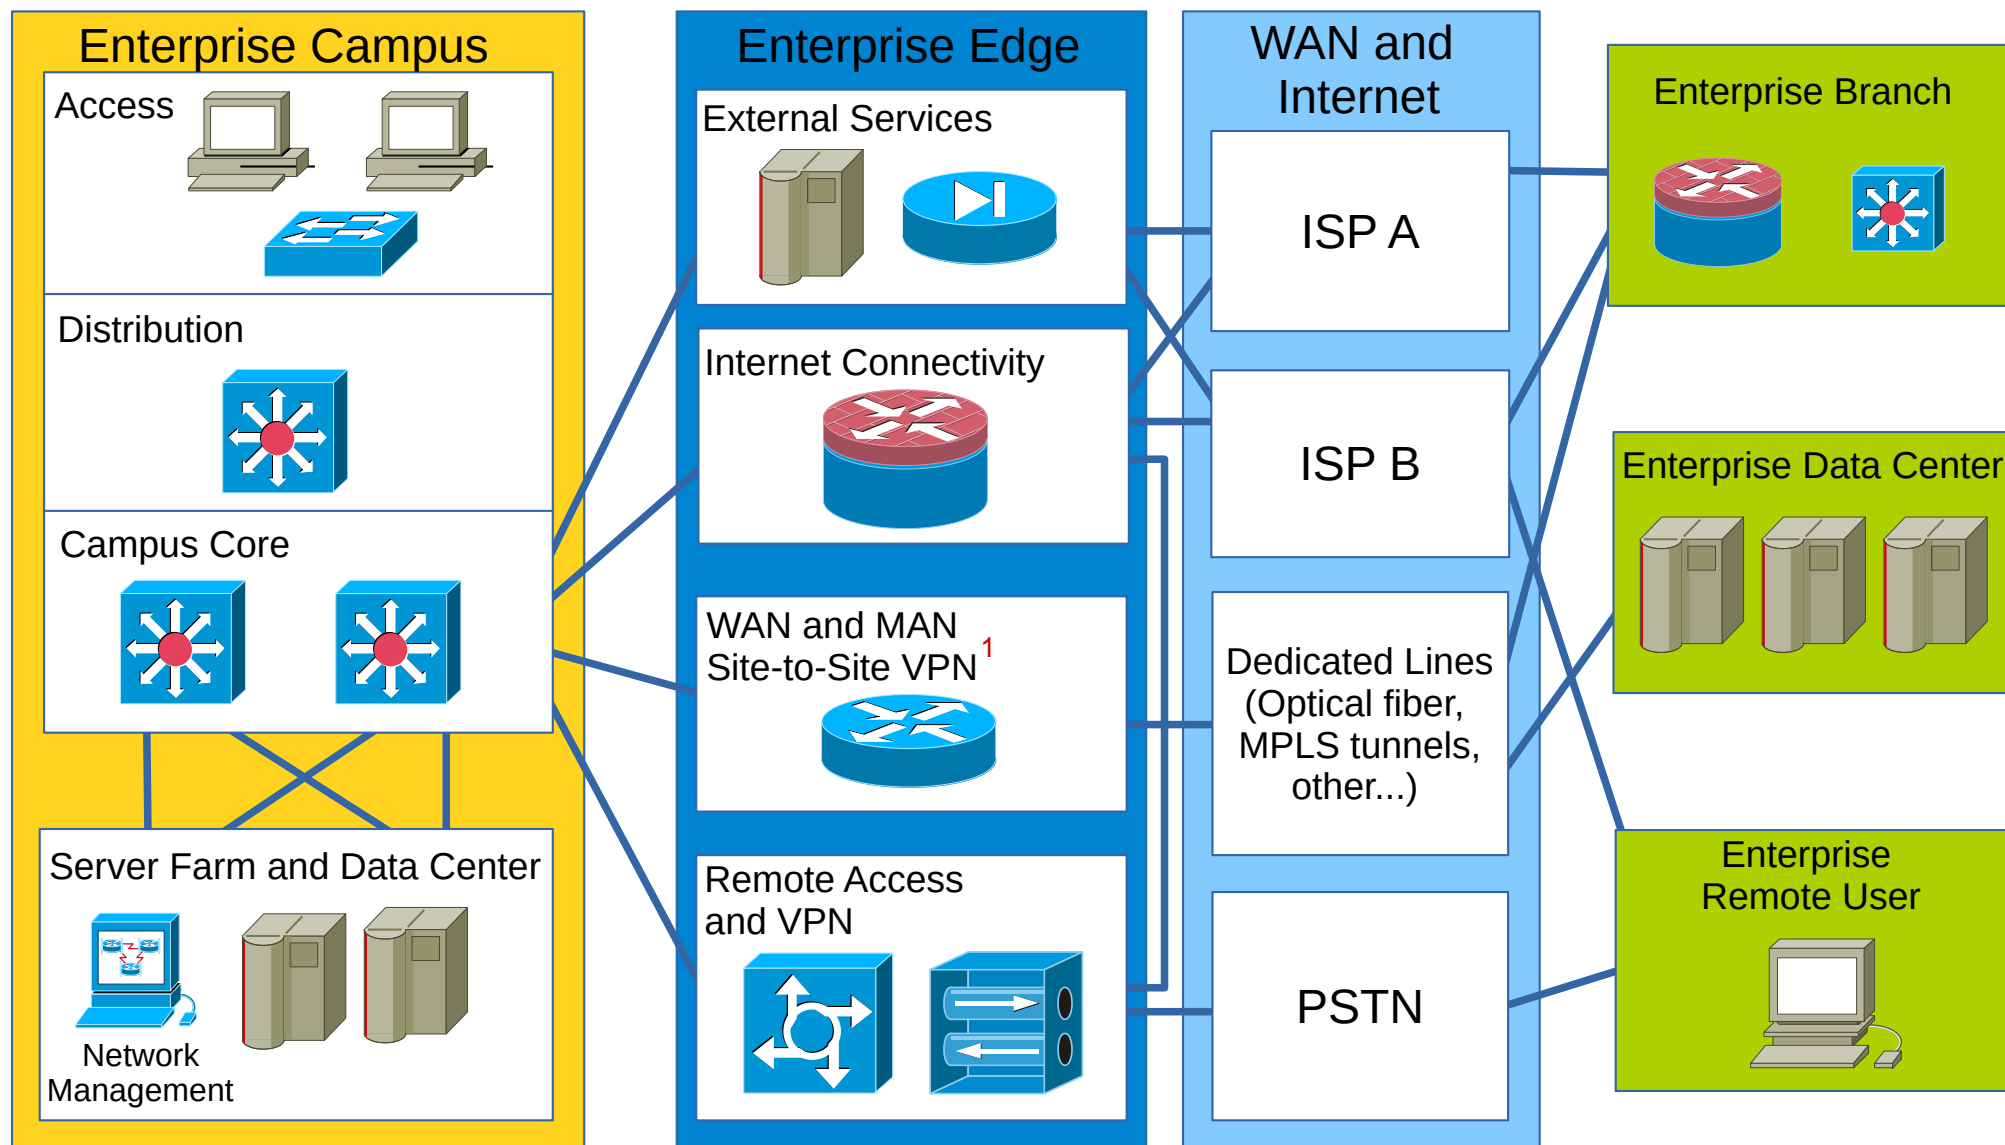 Enterprise Campus
Access
Distribution
Campus Core
Server Farm and Data Center
Network
Management
Enterprise Edge
External Services
Internet Connectivity
WAN and MAN
Site-to-Site VPN1
Remote Access
and VPN
WAN and
Internet
ISP A
ISP B
Dedicated Lines
(Optical fiber,
MPLS tunnels,
other...)
PSTN
Enterprise Branch
Enterprise Data Center
Enterprise
Remote User